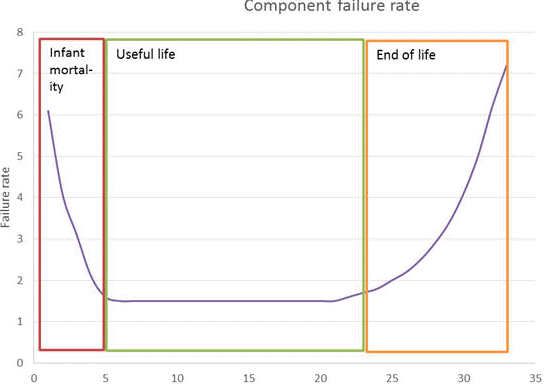 Component failure rate
8
Infant
mortal-
ity
Useful life
End of life
7
6
5
4
3
2
1
0
Failure rate
0
5
10
15
20
25
30
35